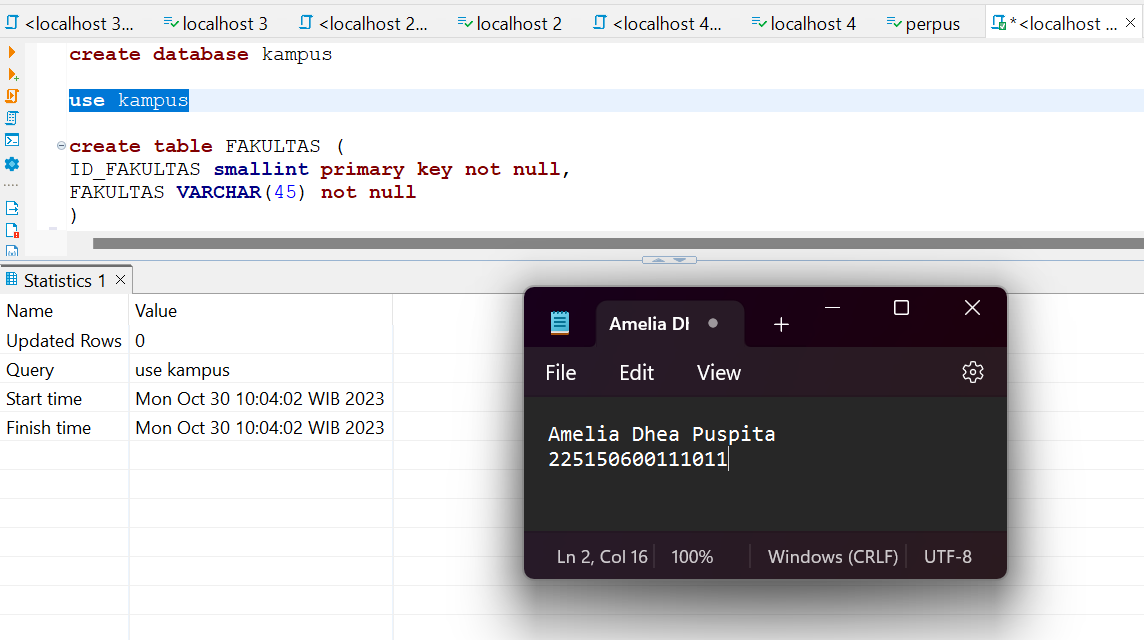 <localhost 3... localhost 3 <localhost 2... localhost 2 <localhost 4... localhost 4 perpus *<localhost ...
create database kampus
use kampus
create table FAKULTAS (
ID_FAKULTAS smallint primary key not null,
FAKULTAS VARCHAR(45) not null
)
Statistics 1
Name Value
Updated Rows 0
Query use kampus
Start time Mon Oct 30 10:04:02 WIB 2023
Finish time Mon Oct 30 10:04:02 WIB 2023
Amelia Dh
File Edit View
Amelia Dhea Puspita
225150600111011
Ln 2, Col 16 100% Windows (CRLF) UTF-8